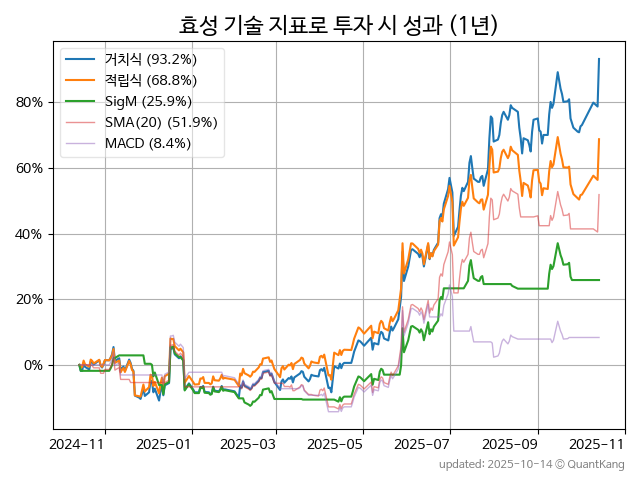 효성 기술 지표로 투자 시 성과 (1년)
거치식 (93.2%)
적립식 (68.8%)
SigM (25.9%)
SMA(20) (51.9%)
MACD (8.4%)
80%
60%
40%
20%
0%
2024-11
2025-01
2025-03
2025-05
2025-07
2025-09
2025-11
updated: 2025-10-14 © QuantKang